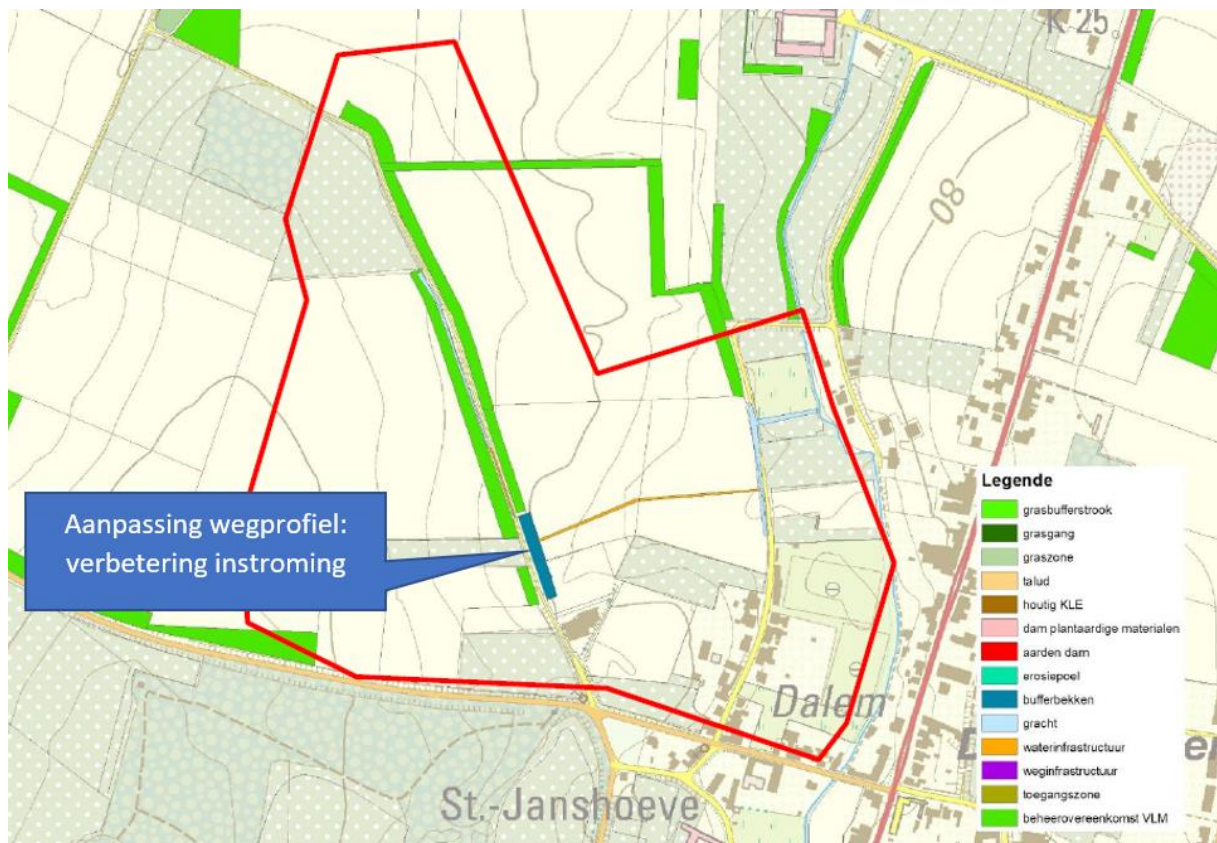 K 25
80
Aanpassing wegprofiel:
verbetering instroming
Legende
grasbufferstrook
grasgang
graszone
talud
houtig KLE
dam plantaardige materialen
aarden dam
erosiepoel
bufferbekken
gracht
waterinfrastructuur
weginfrastructuur
toegangszone
beheerovereenkomst VLM
Dalem
St.-Janshoeve